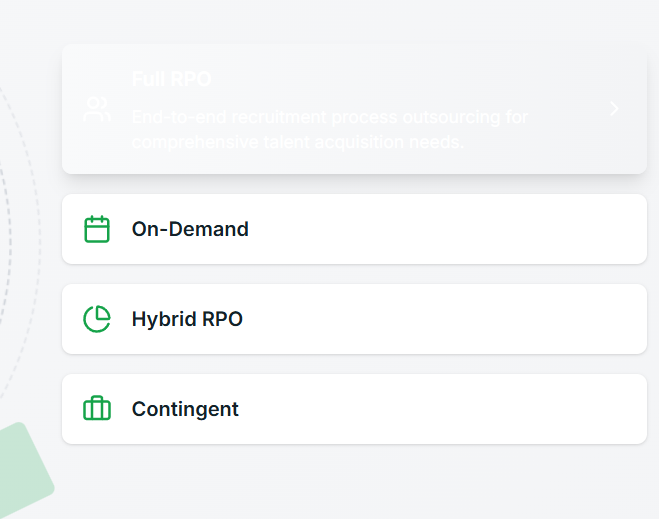 Full RPO
End-to-end recruitment process outsourcing for
comprehensive talent acquisition needs.
On-Demand
Hybrid RPO
Contingent